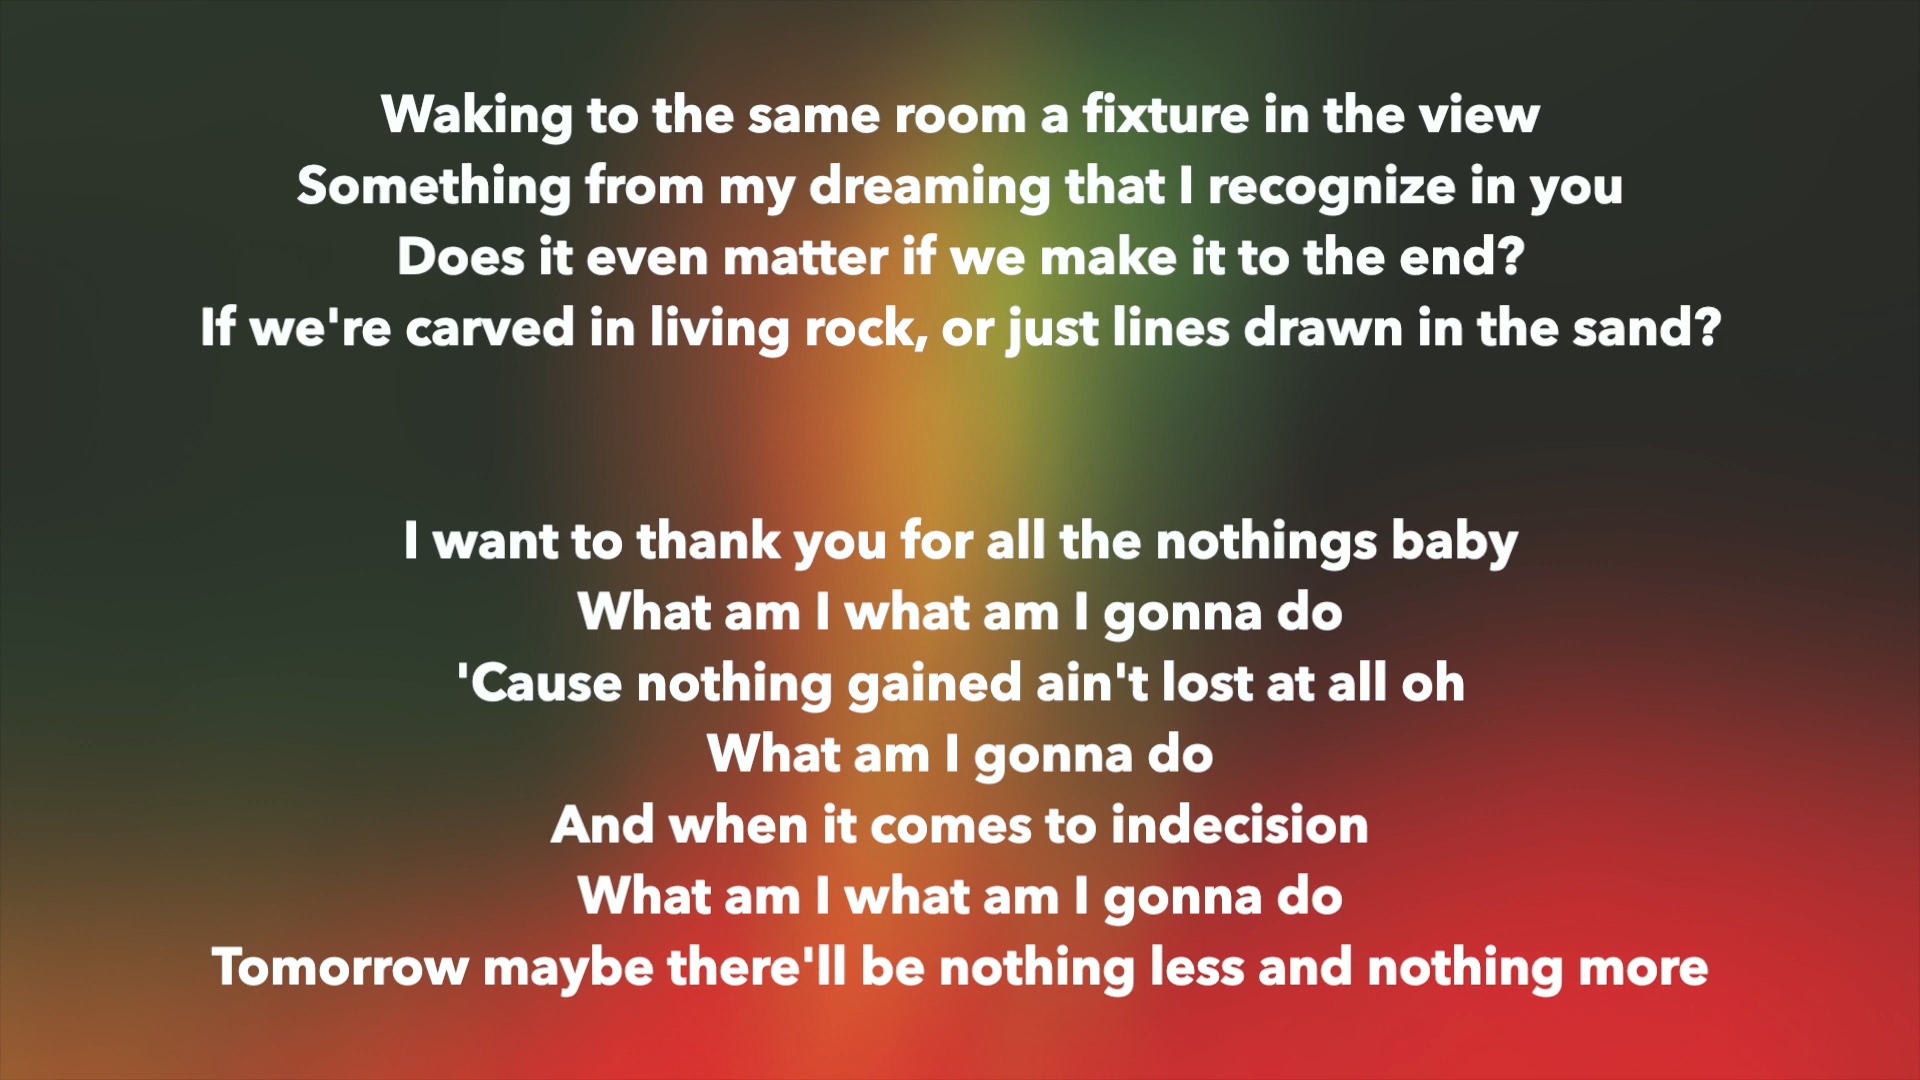 Waking to the same room a fixture in the view
Something from my dreaming that I recognize in you
Does it even matter if we make it to the end?
If we're carved in living rock, or just lines drawn in the sand?
I want to thank you for all the nothings baby
What am I what am I gonna do
'Cause nothing gained ain't lost at all oh
What am I gonna do
And when it comes to indecision
What am I what am I gonna do
Tomorrow maybe there'll be nothing less and nothing more